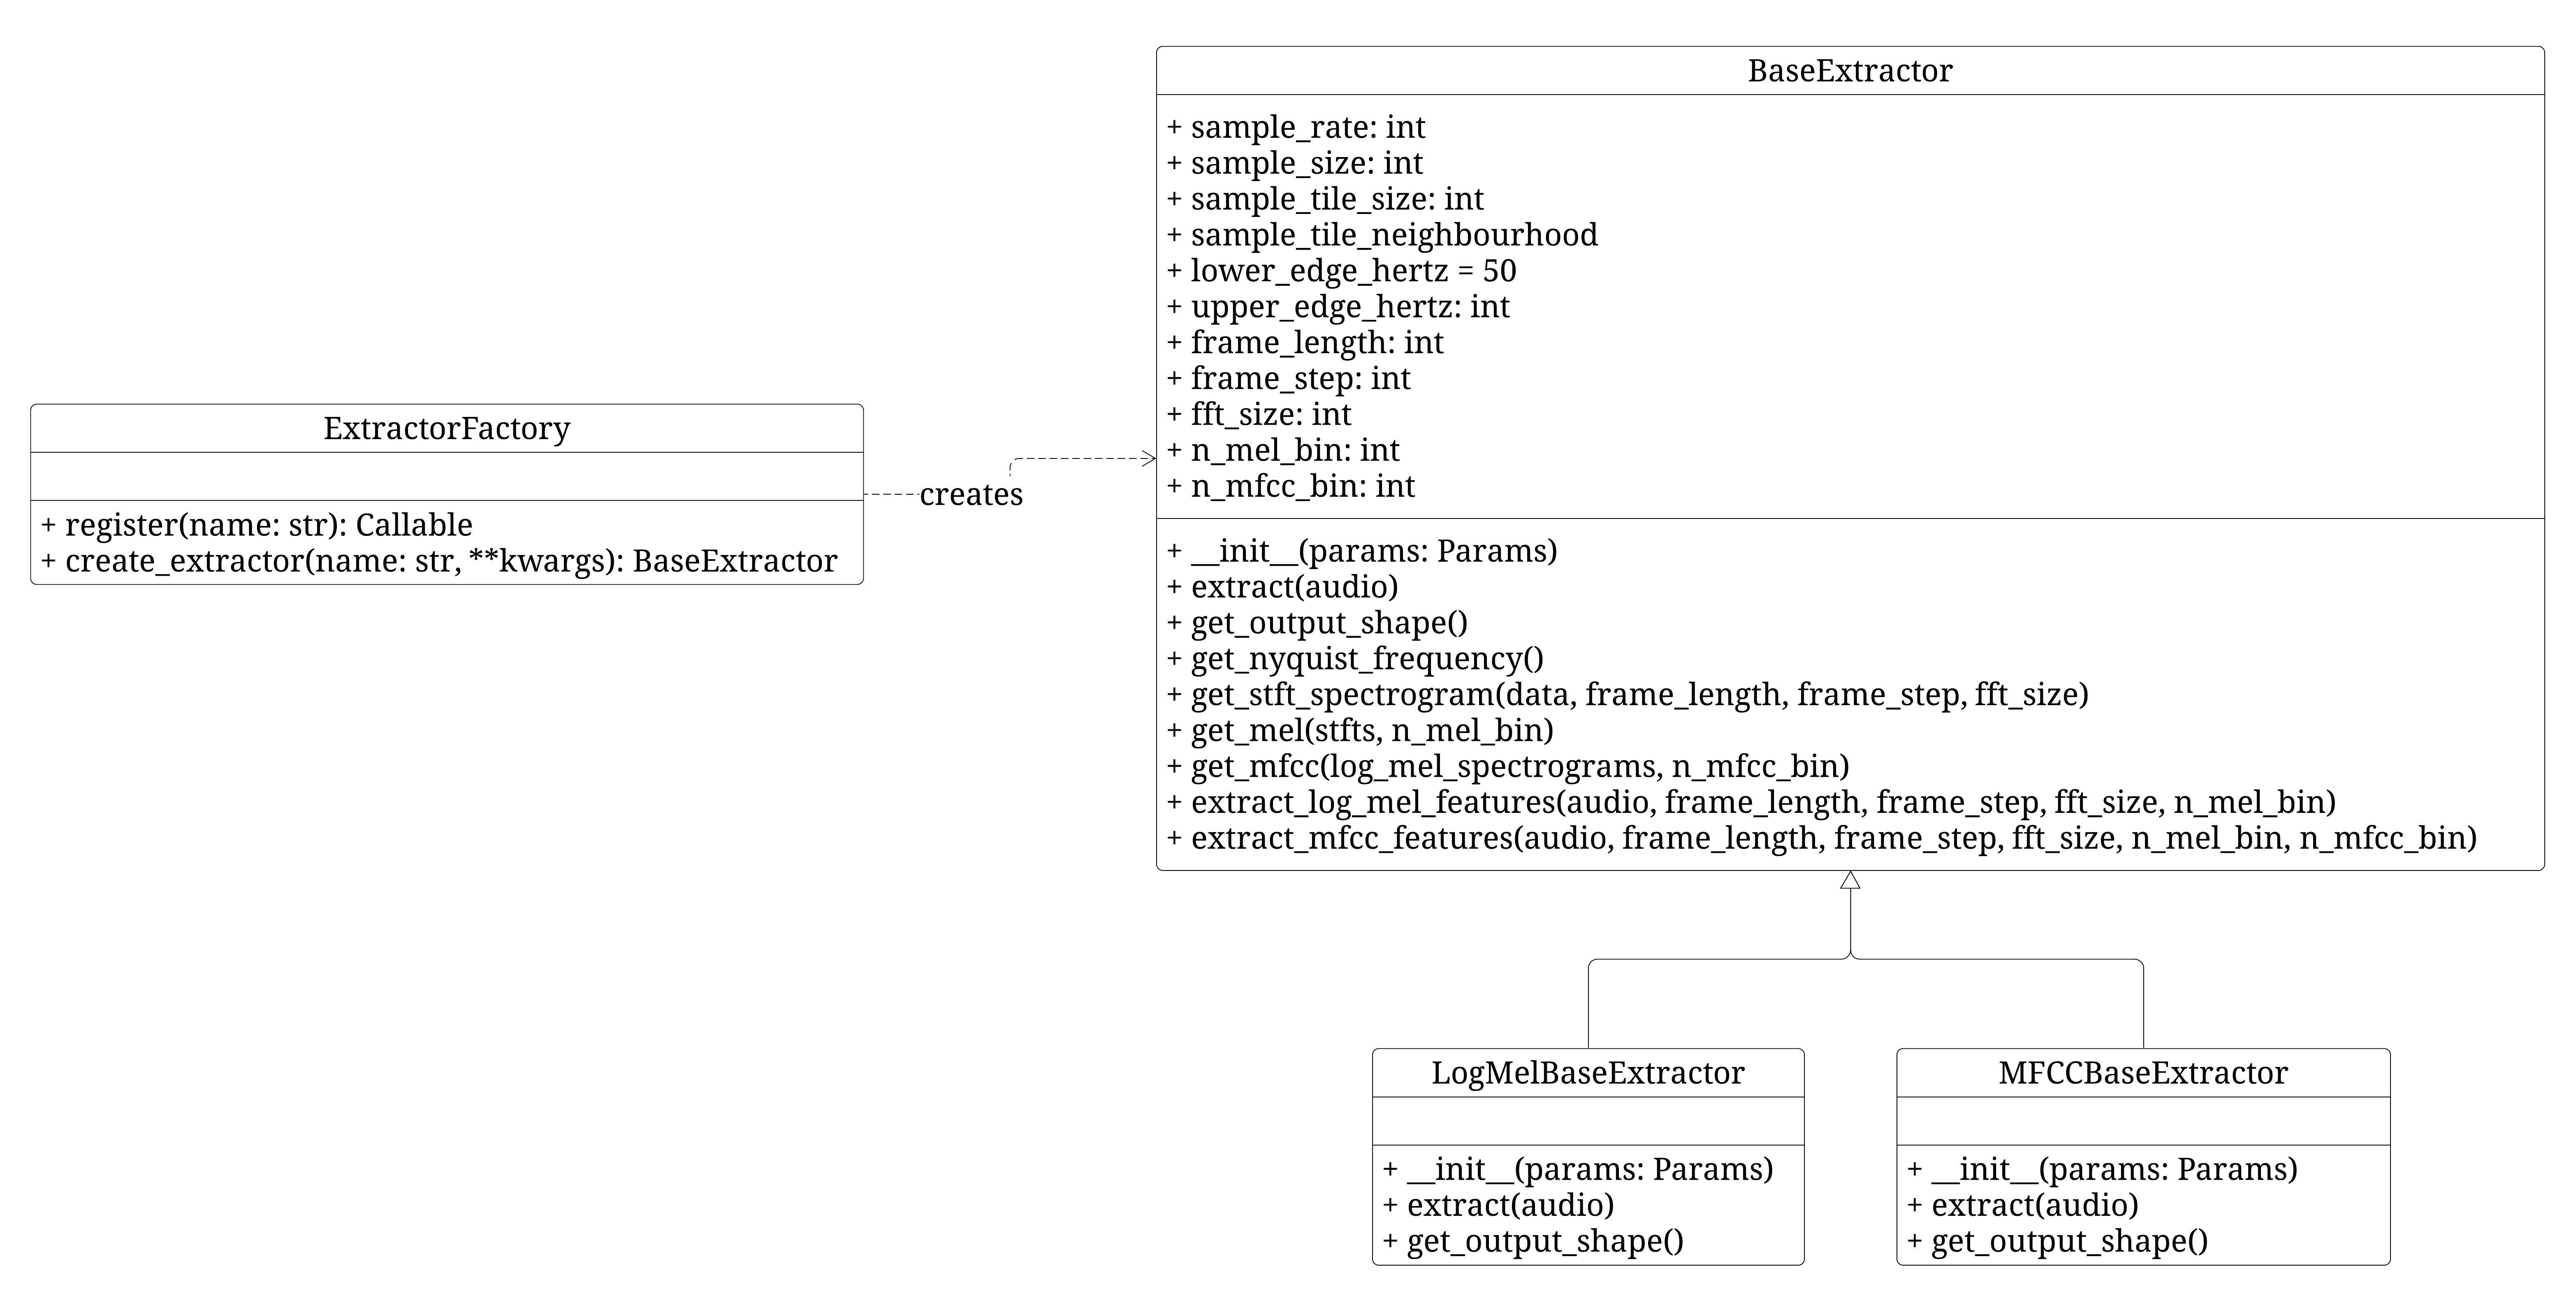 BaseExtractor
+ sample_rate: int
+ sample_size: int
+ sample_tile_size: int
+ sample_tile_neighbourhood
+ lower_edge_hertz = 50
+ upper_edge_hertz: int
+ frame_length: int
+ frame_step: int
+ fft_size: int
+ n_mel_bin: int
+ n_mfcc_bin: int
+ __init__(params: Params)
+ extract(audio)
+ get_output_shape()
+ get_nyquist_frequency()
+ get_stft_spectrogram(data, frame_length, frame_step, fft_size)
+ get_mel(stfts, n_mel_bin)
+ get_mfcc(log_mel_spectrograms, n_mfcc_bin)
+ extract_log_mel_features(audio, frame_length, frame_step, fft_size, n_mel_bin)
+ extract_mfcc_features(audio, frame_length, frame_step, fft_size, n_mel_bin, n_mfcc_bin)
ExtractorFactory
+ register(name: str): Callable
+ create_extractor(name: str, **kwargs): BaseExtractor
creates
LogMelBaseExtractor
+ __init__(params: Params)
+ extract(audio)
+ get_output_shape()
MFCCBaseExtractor
+ __init__(params: Params)
+ extract(audio)
+ get_output_shape()